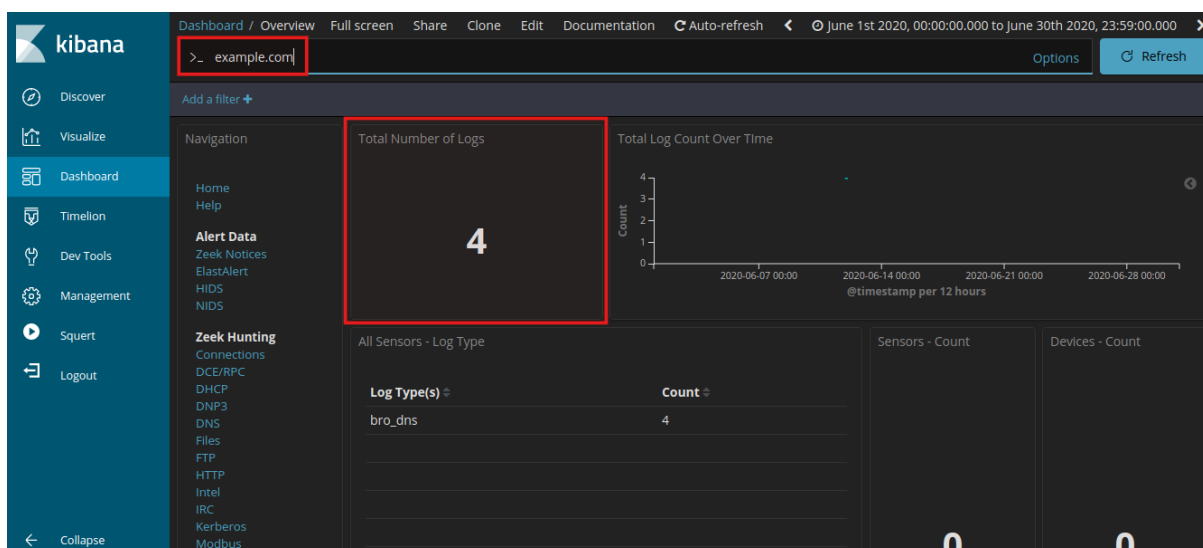 kibana
Discover
Visualize
Dashboard
Timelion
Dev Tools
Management
Squert
Logout
Collapse
Dashboard / Overview Full screen Share Clone Edit Documentation Auto-refresh June 1st 2020, 00:00:00.000 to June 30th 2020, 23:59:00.000
>_ example.com Options Refresh
Add a filter +
Navigation
Home
Help
Alert Data
Zeek Notices
ElastAlert
HIDS
NIDS
Zeek Hunting
Connections
DCE/RPC
DHCP
DNP3
DNS
Files
FTP
HTTP
Intel
IRC
Kerberos
Modbus
Total Number of Logs
4
Total Log Count Over TIme
4
3
2
1
0
Count
2020-06-07 00:00 2020-06-14 00:00 2020-06-21 00:00 2020-06-28 00:00
@timestamp per 12 hours
All Sensors - Log Type
Log Type(s) Count
bro_dns 4
Sensors - Count
0
Devices - Count
0